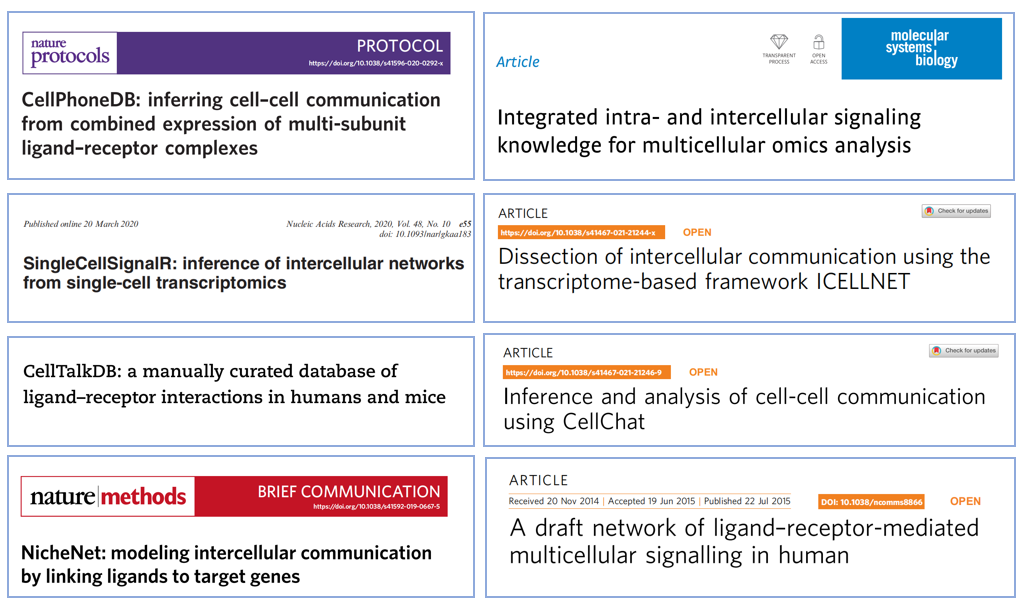 nature
protocols
PROTOCOL
https://doi.org/10.1038/s41596-020-0292-x
CellPhoneDB: inferring cell–cell communication
from combined expression of multi-subunit
ligand–receptor complexes
Article
TRANSPARENT
PROCESS
OPEN
ACCESS
molecular
systems
biology
Integrated intra- and intercellular signaling
knowledge for multicellular omics analysis
Published online 20 March 2020
Nucleic Acids Research, 2020, Vol. 48, No. 10 e55
doi: 10.1093/nar/gkaa183
SingleCellSignalR: inference of intercellular networks
from single-cell transcriptomics
ARTICLE
Check for updates
https://doi.org/10.1038/s41467-021-21244-x
OPEN
Dissection of intercellular communication using the
transcriptome-based framework ICELLNET
CellTalkDB: a manually curated database of
ligand–receptor interactions in humans and mice
ARTICLE
Check for updates
https://doi.org/10.1038/s41467-021-21246-9
OPEN
Inference and analysis of cell-cell communication
using CellChat
nature|methods
BRIEF COMMUNICATION
https://doi.org/10.1038/s41592-019-0667-5
NicheNet: modeling intercellular communication
by linking ligands to target genes
ARTICLE
Received 20 Nov 2014 | Accepted 19 Jun 2015 | Published 22 Jul 2015
DOI: 10.1038/ncomms8866
OPEN
A draft network of ligand–receptor-mediated
multicellular signalling in human